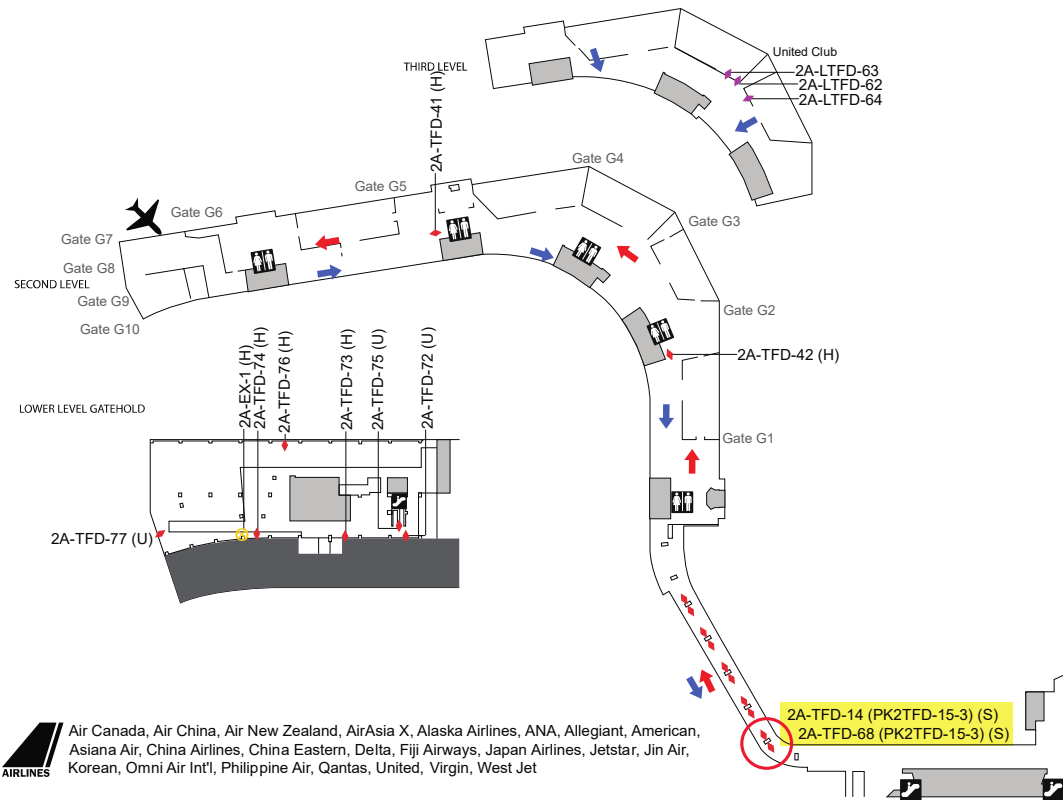 United Club
THIRD LEVEL
2A-LTFD-63
2A-LTFD-62
2A-LTFD-64
2A-TFD-41 (H)
Gate G4
Gate G5
Gate G6
Gate G3
Gate G7
Gate G8
SECOND LEVEL
Gate G9
Gate G10
Gate G2
2A-TFD-42 (H)
2A-EX-1 (H)
2A-TFD-74 (H)
2A-TFD-76 (H)
2A-TFD-73 (H)
2A-TFD-75 (U)
2A-TFD-72 (U)
LOWER LEVEL GATEHOLD
Gate G1
2A-TFD-77 (U)
2A-TFD-14 (PK2TFD-15-3) (S)
2A-TFD-68 (PK2TFD-15-3) (S)
AIRLINES
Air Canada, Air China, Air New Zealand, AirAsia X, Alaska Airlines, ANA, Allegiant, American,
Asiana Air, China Airlines, China Eastern, Delta, Fiji Airways, Japan Airlines, Jetstar, Jin Air,
Korean, Omni Air Int'l, Philippine Air, Qantas, United, Virgin, West Jet